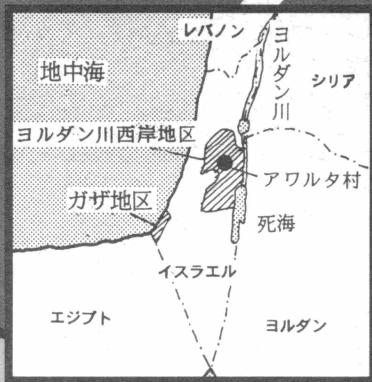 レバノン
ヨルダン川
シリア
地中海
ヨルダン川西岸地区
アワルタ村
ガザ地区
死海
イスラエル
エジプト
ヨルダン